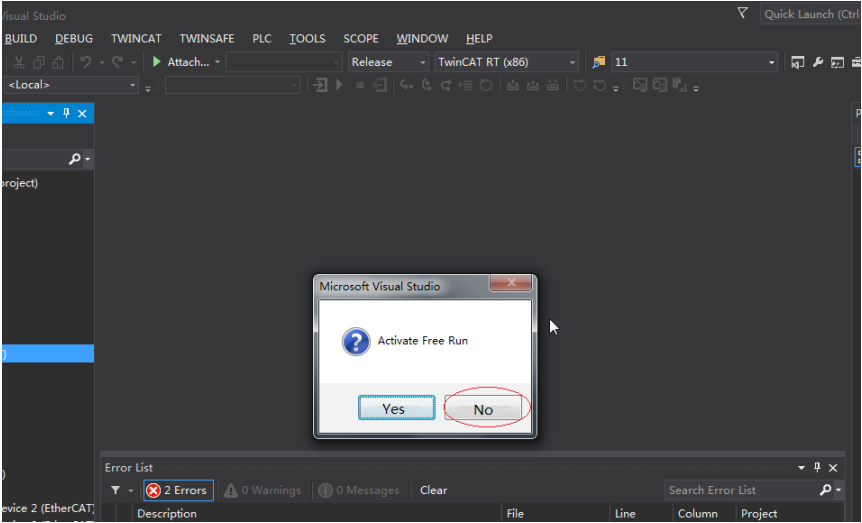 Visual Studio
Quick Launch (Ctrl
BUILD DEBUG TWINCAT TWINSAFE PLC TOOLS SCOPE WINDOW HELP
Attach... Release TwinCAT RT (x86) 11
<Local>
project)
Microsoft Visual Studio
Activate Free Run
Yes No
Error List
2 Errors 0 Warnings 0 Messages Clear Search Error List
evice 2 (EtherCAT)
Description File Line Column Project